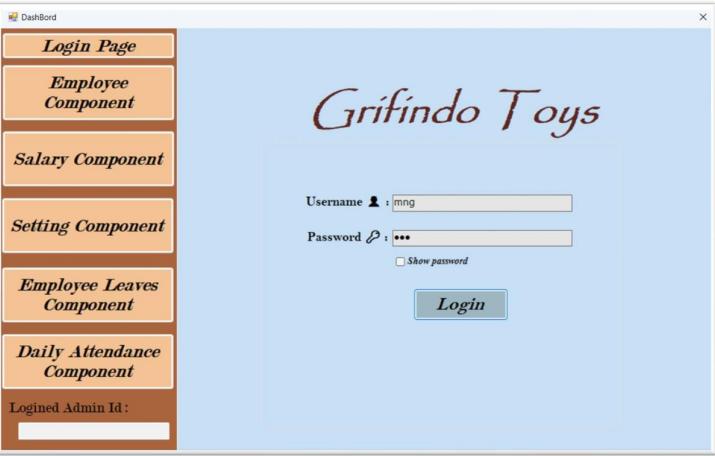 DashBord
Login Page
Employee
Component
Salary Component
Setting Component
Employee Leaves
Component
Daily Attendance
Component
Logined Admin Id :
Grifindo Toys
Username :
mng
Password :
•••
Show password
Login